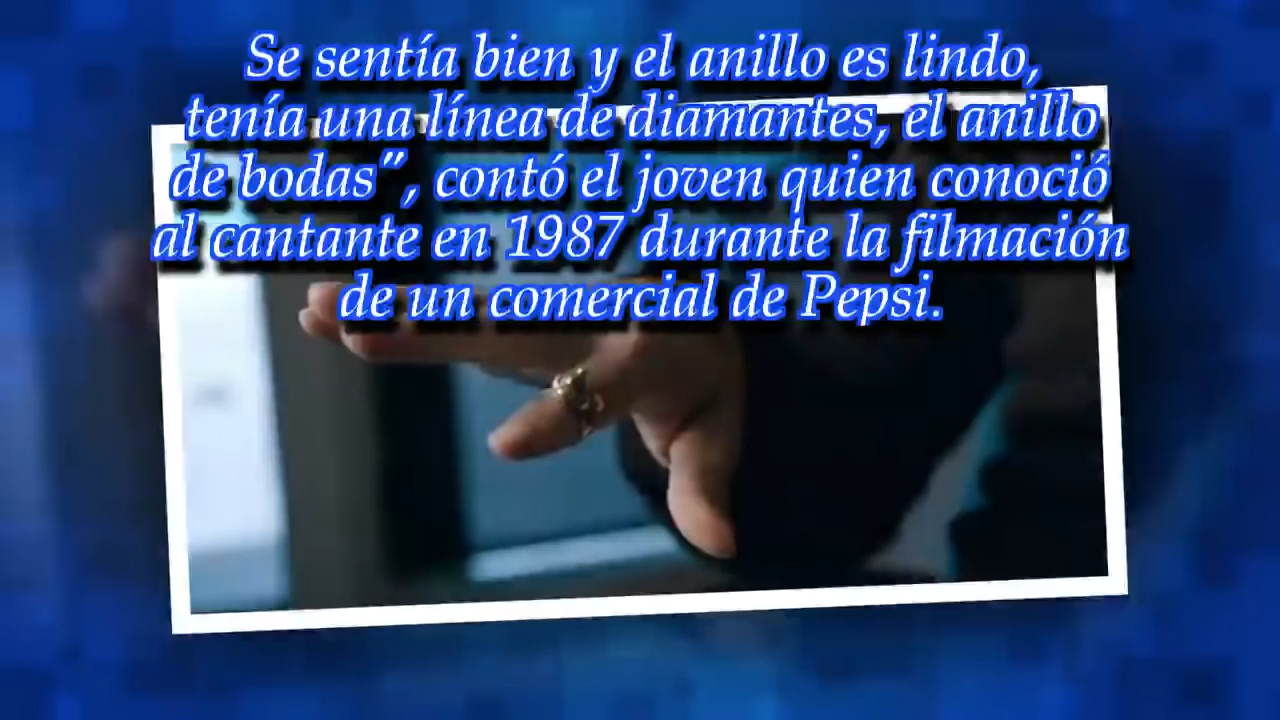 Se sentía bien y el anillo es lindo,
tenía una línea de diamantes, el anillo
de bodas”, contó el joven quien conoció
al cantante en 1987 durante la filmación
de un comercial de Pepsi.